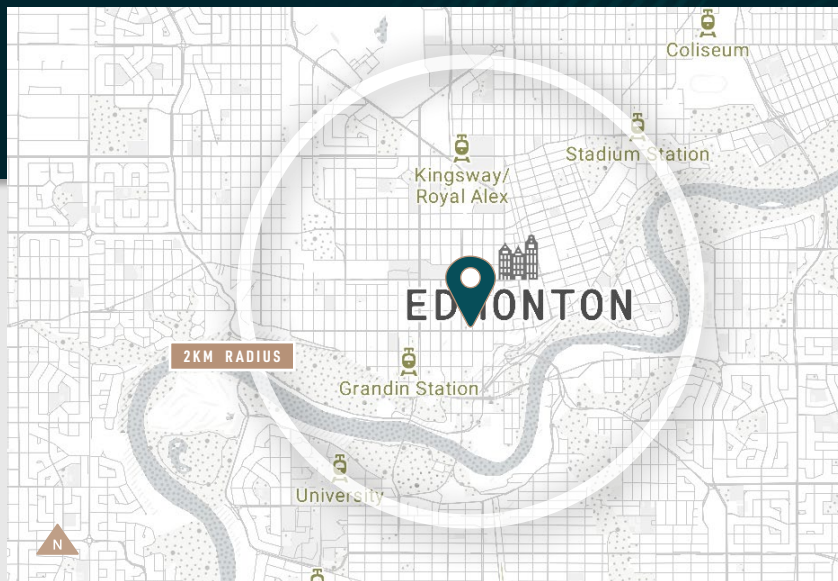 Coliseum
Stadium Station
Kingsway/
Royal Alex
EDMONTON
2KM RADIUS
Grandin Station
University
N